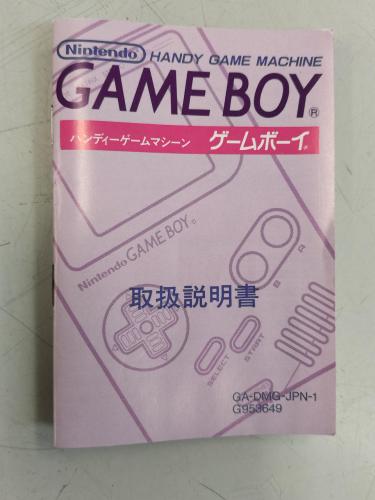 Nintendo HANDY GAME MACHINE
GAME BOY®
ハンディーゲームマシーン ゲームボーイ®
Nintendo GAME BOY
B A
取扱説明書
SELECT START
GA-DMG-JPN-1
G953649